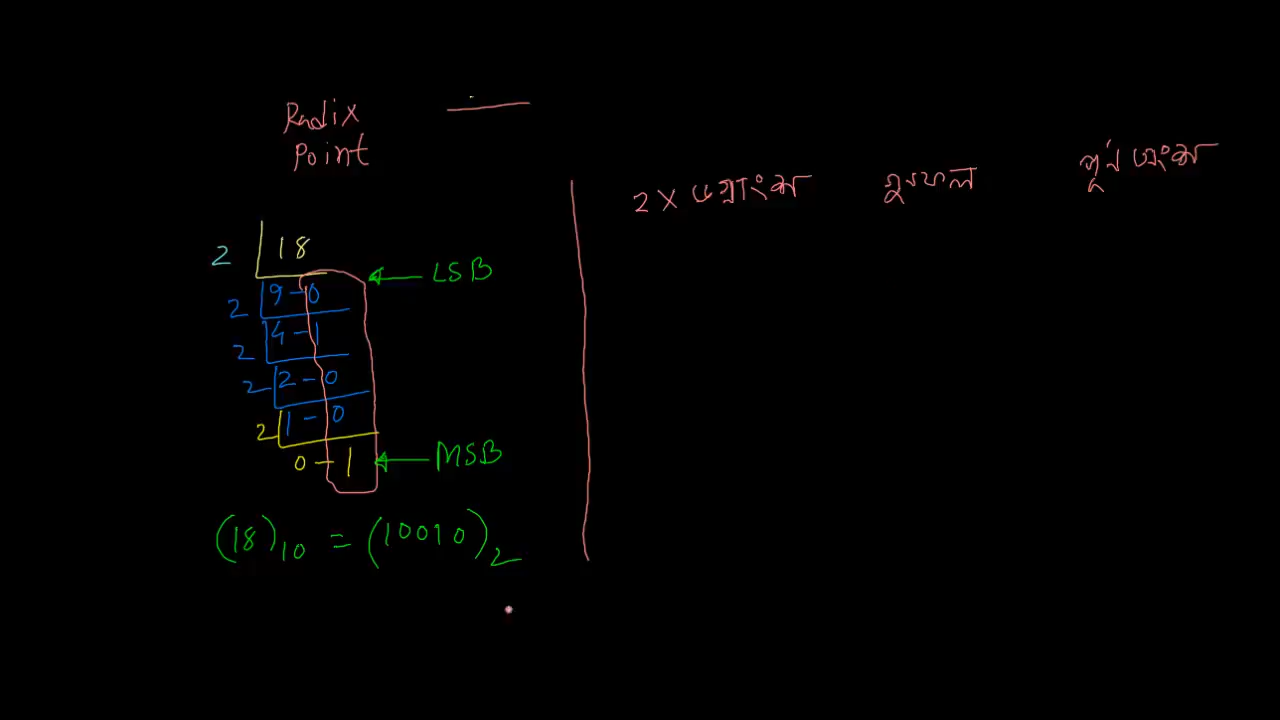 Radix
Point
2 | 18
2 | 9 - 0 ← LSB
2 | 4 - 1
2 | 2 - 0
2 | 1 - 0
0 - 1 ← MSB
(18)10 = (10010)2
2 × ভগ্নাংশ গুণফল পূর্ণ অংশ